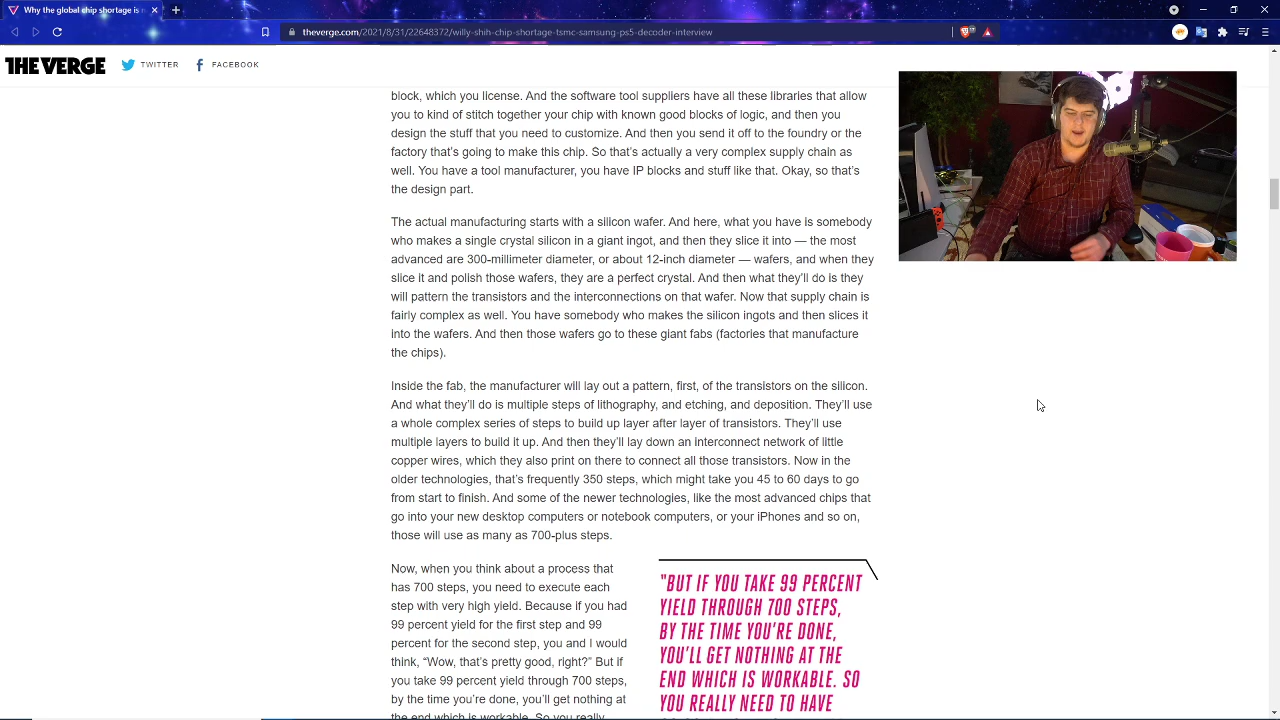 Why the global chip shortage is
theverge.com/2021/8/31/22648372/willy-shih-chip-shortage-tsmc-samsung-ps5-decoder-interview
THE VERGE
TWITTER
FACEBOOK
block, which you license. And the software tool suppliers have all these libraries that allow
you to kind of stitch together your chip with known good blocks of logic, and then you
design the stuff that you need to customize. And then you send it off to the foundry or the
factory that’s going to make this chip. So that’s actually a very complex supply chain as
well. You have a tool manufacturer, you have IP blocks and stuff like that. Okay, so that’s
the design part.
The actual manufacturing starts with a silicon wafer. And here, what you have is somebody
who makes a single crystal silicon in a giant ingot, and then they slice it into — the most
advanced are 300-millimeter diameter, or about 12-inch diameter — wafers, and when they
slice it and polish those wafers, they are a perfect crystal. And then what they’ll do is they
will pattern the transistors and the interconnections on that wafer. Now that supply chain is
fairly complex as well. You have somebody who makes the silicon ingots and then slices it
into the wafers. And then those wafers go to these giant fabs (factories that manufacture
the chips).
Inside the fab, the manufacturer will lay out a pattern, first, of the transistors on the silicon.
And what they’ll do is multiple steps of lithography, and etching, and deposition. They’ll use
a whole complex series of steps to build up layer after layer of transistors. They’ll use
multiple layers to build it up. And then they’ll lay down an interconnect network of little
copper wires, which they also print on there to connect all those transistors. Now in the
older technologies, that’s frequently 350 steps, which might take you 45 to 60 days to go
from start to finish. And some of the newer technologies, like the most advanced chips that
go into your new desktop computers or notebook computers, or your iPhones and so on,
those will use as many as 700-plus steps.
Now, when you think about a process that
has 700 steps, you need to execute each
step with very high yield. Because if you had
99 percent yield for the first step and 99
percent for the second step, you and I would
think, “Wow, that’s pretty good, right?” But if
you take 99 percent yield through 700 steps,
by the time you’re done, you’ll get nothing at
the end which is workable. So you really
"BUT IF YOU TAKE 99 PERCENT
YIELD THROUGH 700 STEPS,
BY THE TIME YOU'RE DONE,
YOU'LL GET NOTHING AT THE
END WHICH IS WORKABLE. SO
YOU REALLY NEED TO HAVE